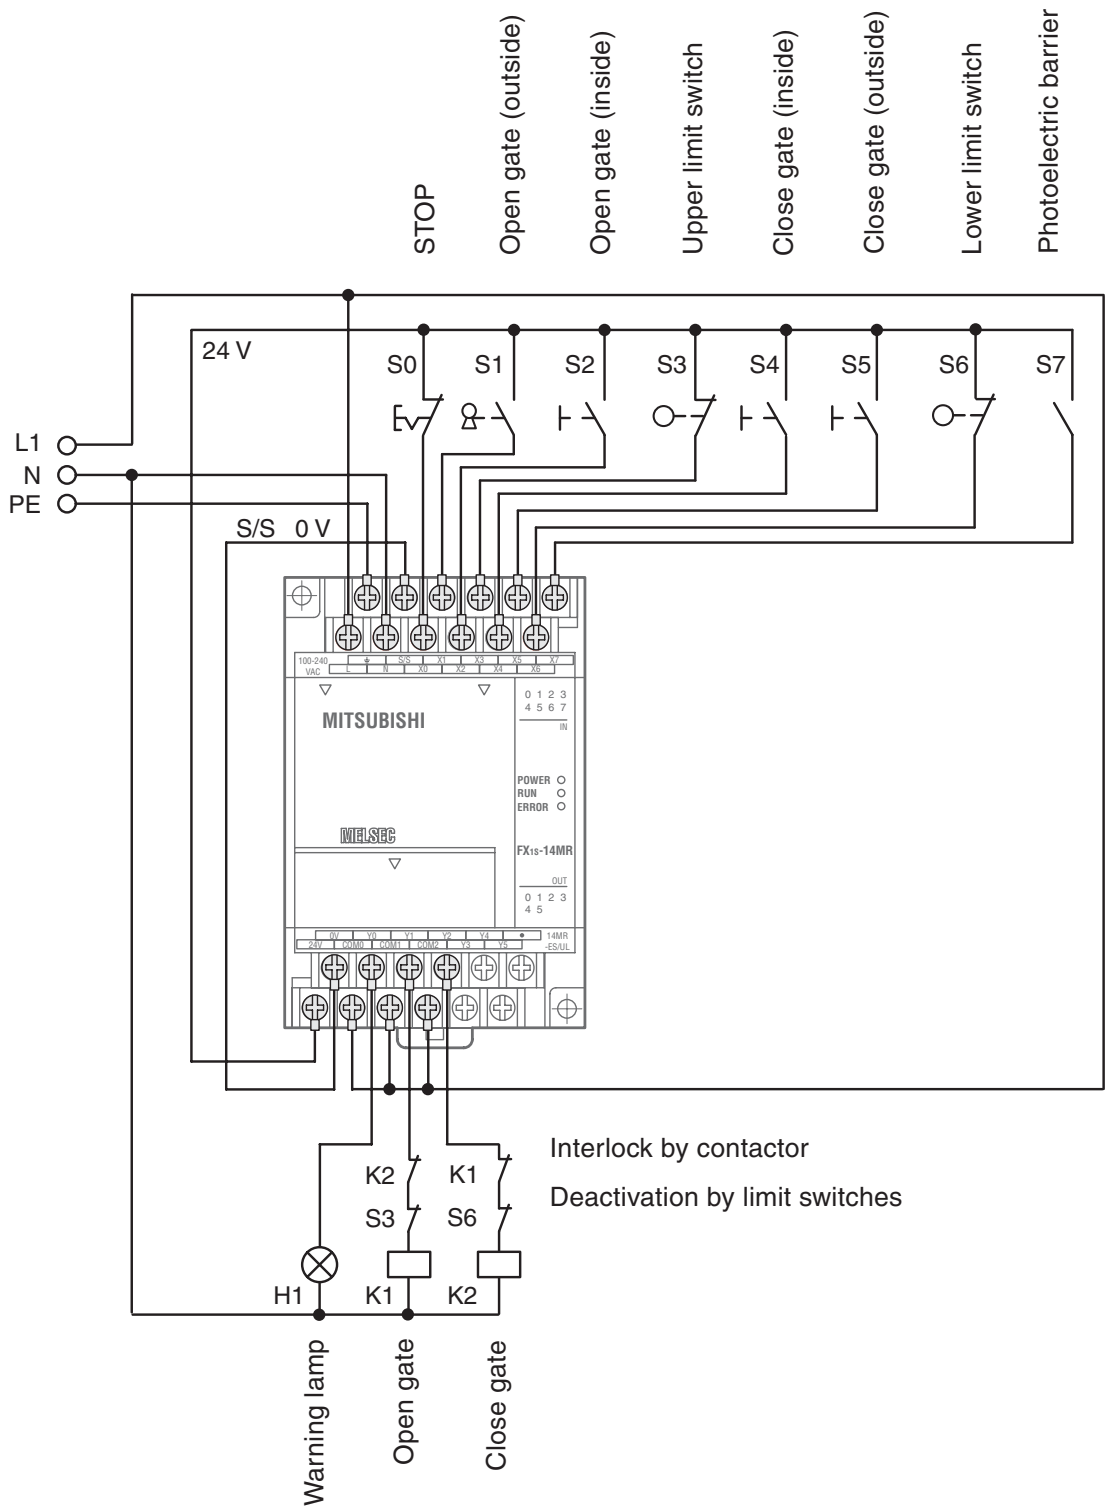 STOP
Open gate (outside)
Open gate (inside)
Upper limit switch
Close gate (inside)
Close gate (outside)
Lower limit switch
Photoelectric barrier
24 V
S0
S1
S2
S3
S4
S5
S6
S7
L1
N
PE
S/S 0 V
100-240
VAC
S/S
X1
X3
X5
X7
L
N
X0
X2
X4
X6
0 1 2 3
4 5 6 7
IN
MITSUBISHI
POWER
RUN
ERROR
MELSEC
FX1S-14MR
OUT
0 1 2 3
4 5
0V
Y0
Y1
Y2
Y4
14MR
24V
COM0
COM1
COM2
Y3
Y5
-ES/UL
Interlock by contactor
K2
K1
Deactivation by limit switches
S3
S6
H1
K1
K2
Warning lamp
Open gate
Close gate